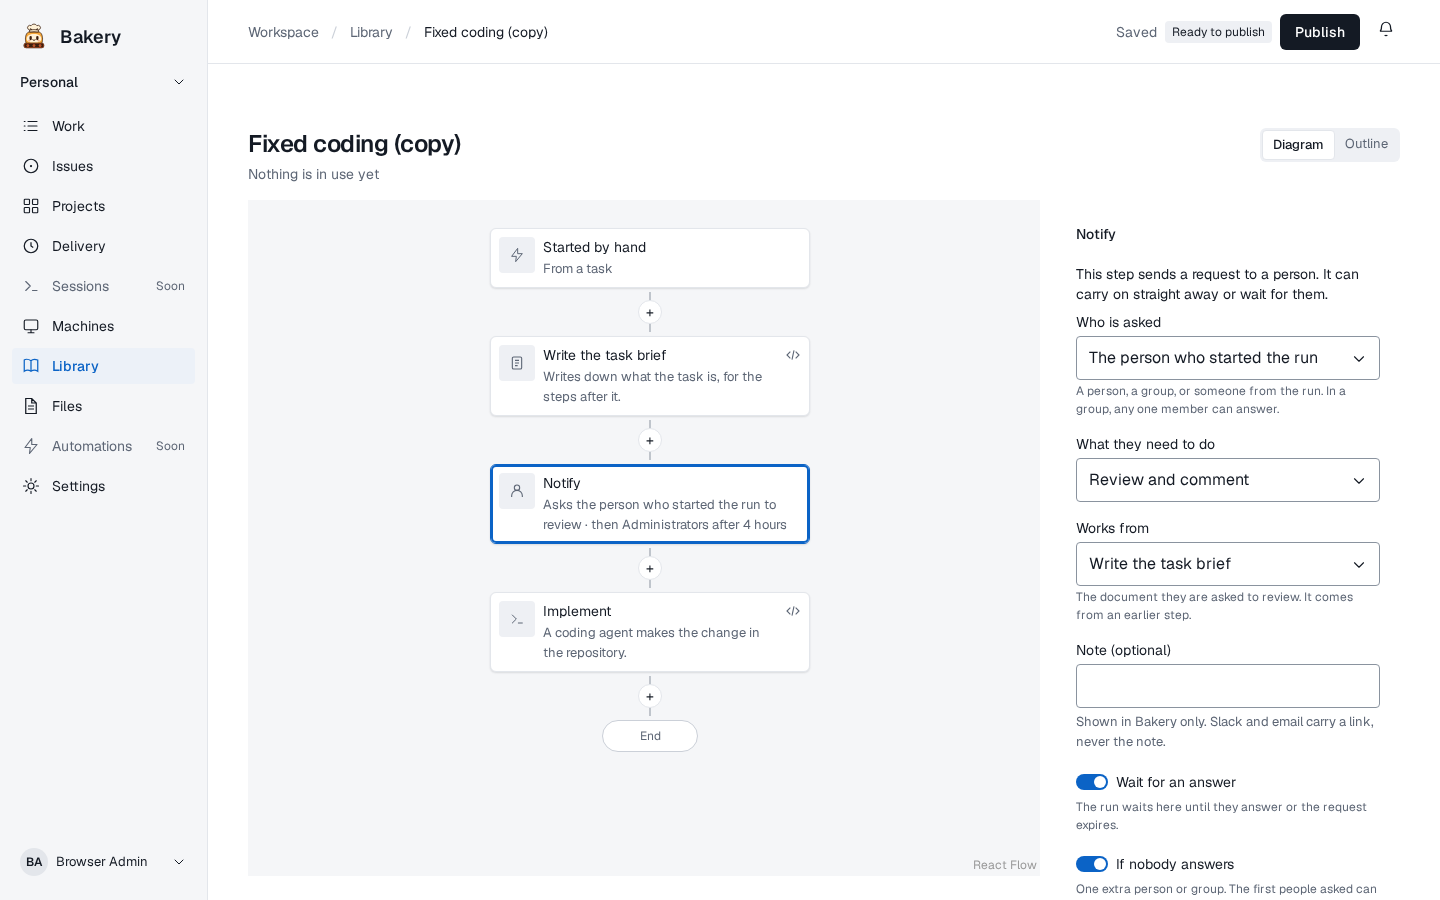 Bakery
Personal
Work
Issues
Projects
Delivery
Sessions Soon
Machines
Library
Files
Automations Soon
Settings
BA Browser Admin
Workspace / Library / Fixed coding (copy)
Saved Ready to publish Publish
Fixed coding (copy)
Nothing is in use yet
Diagram Outline
Started by hand
From a task
+
Write the task brief
Writes down what the task is, for the
steps after it.
+
Notify
Asks the person who started the run to
review · then Administrators after 4 hours
+
Implement
A coding agent makes the change in
the repository.
+
End
React Flow
Notify
This step sends a request to a person. It can
carry on straight away or wait for them.
Who is asked
The person who started the run
A person, a group, or someone from the run. In a
group, any one member can answer.
What they need to do
Review and comment
Works from
Write the task brief
The document they are asked to review. It comes
from an earlier step.
Note (optional)
Shown in Bakery only. Slack and email carry a link,
never the note.
Wait for an answer
The run waits here until they answer or the request
expires.
If nobody answers
One extra person or group. The first people asked can